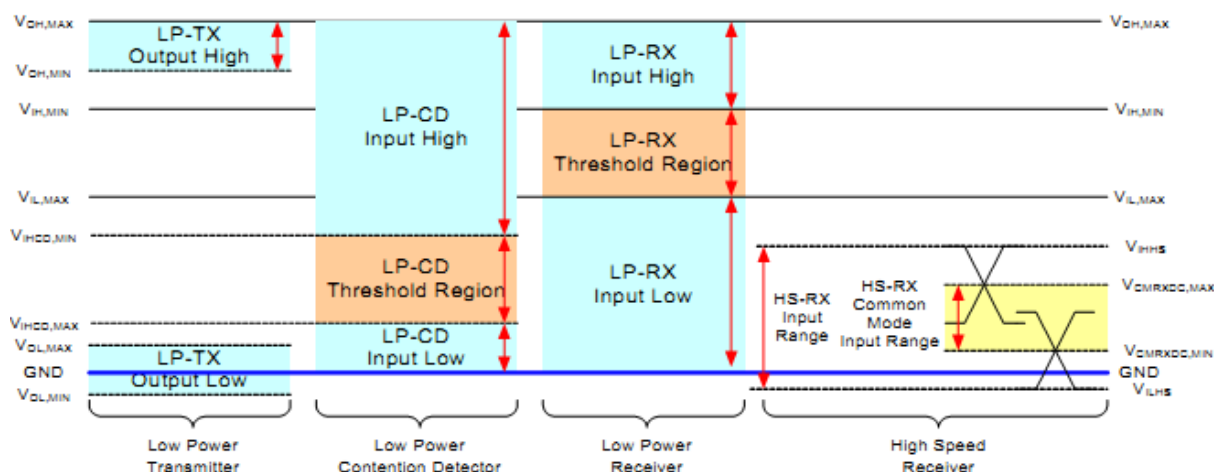 VOH,MAX
LP-TX
Output High
VOH,MIN
VIH,MIN
VIL,MAX
VIHCD,MIN
VIHCD,MAX
VOL,MAX
LP-TX
Output Low
GND
VOL,MIN
LP-CD
Input High
LP-CD
Threshold Region
LP-CD
Input Low
LP-RX
Input High
LP-RX
Threshold Region
LP-RX
Input Low
HS-RX
Input
Range
HS-RX
Common
Mode
Input Range
VOH,MAX
VIH,MIN
VIL,MAX
VIHHS
VCMRXDC,MAX
VCMRXDC,MIN
GND
VILHS
Low Power
Transmitter
Low Power
Contention Detector
Low Power
Receiver
High Speed
Receiver